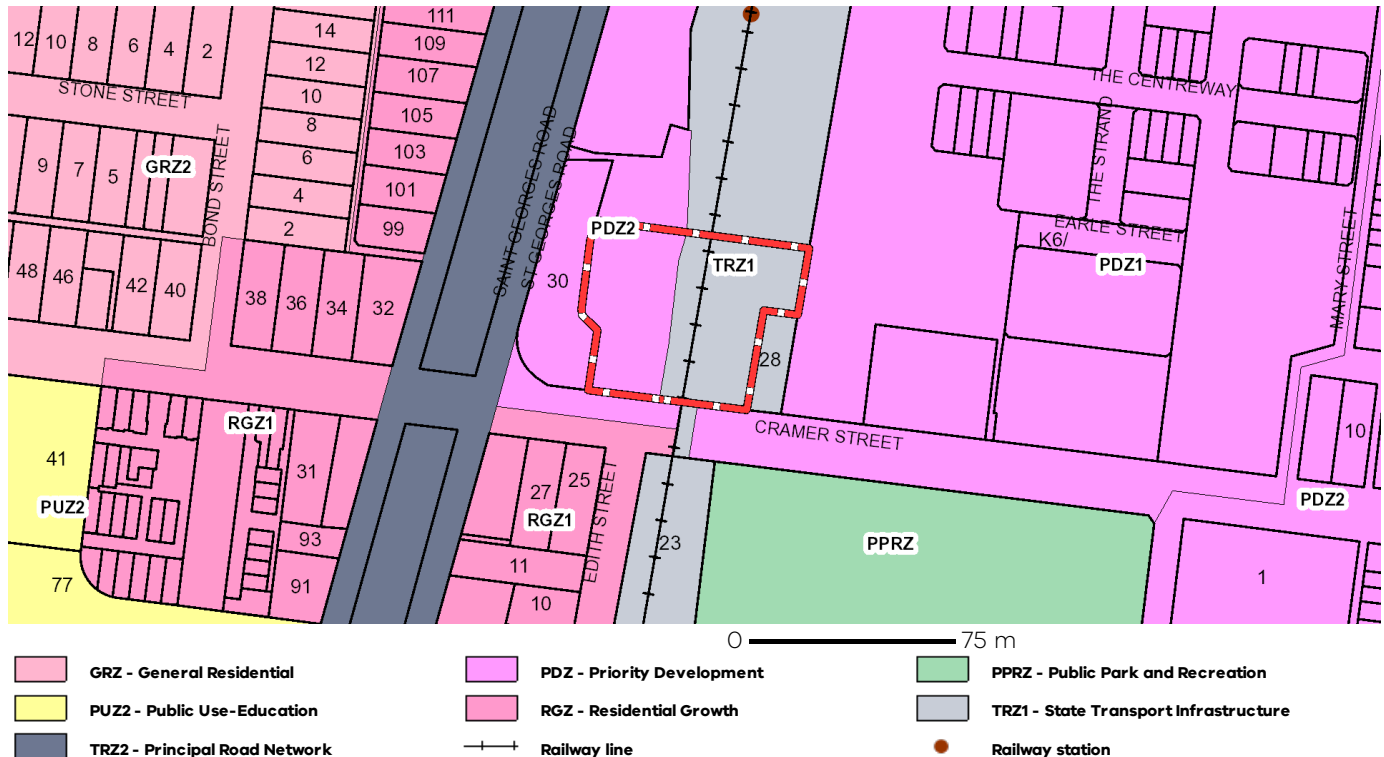 111
109
107
105
103
101
99
14
12
10
8
6
4
2
12
10
8
6
4
2
STONE STREET
BOND STREET
GRZ2
9
7
5
48
46
42
40
38
36
34
32
SAINT GEORGES ROAD
ST GEORGES ROAD
PDZ2
30
TRZ1
28
THE CENTREWAY
THE STRAND
EARLE STREET
K6/
PDZ1
MARY STREET
CRAMER STREET
10
PDZ2
1
RGZ1
41
PUZ2
77
31
93
91
27
25
RGZ1
11
10
EDITH STREET
23
PPRZ
0 75 m
GRZ - General Residential
PDZ - Priority Development
PPRZ - Public Park and Recreation
PUZ2 - Public Use-Education
RGZ - Residential Growth
TRZ1 - State Transport Infrastructure
TRZ2 - Principal Road Network
Railway line
Railway station